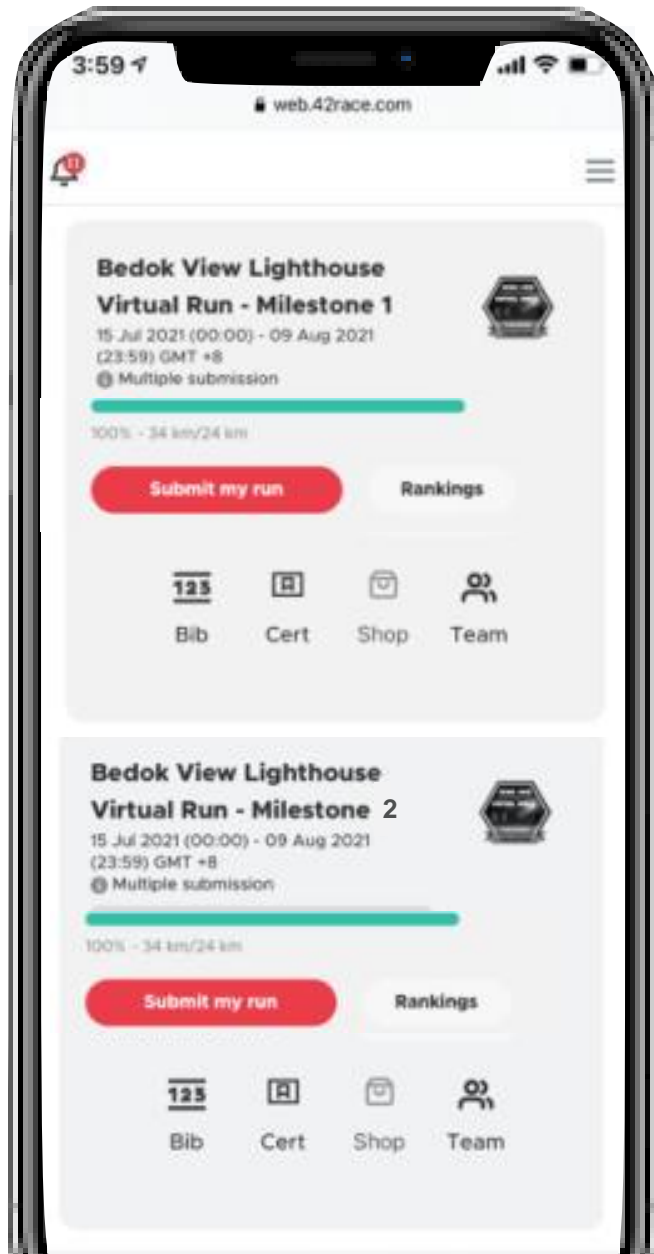 3:59
web.42race.com
11
Bedok View Lighthouse
Virtual Run - Milestone 1
15 Jul 2021 (00:00) - 09 Aug 2021
(23:59) GMT +8
Multiple submission
100% - 34 km/24 km
Submit my run
Rankings
123
Bib
Cert
Shop
Team
Bedok View Lighthouse
Virtual Run - Milestone 2
15 Jul 2021 (00:00) - 09 Aug 2021
(23:59) GMT +8
Multiple submission
100% - 34 km/24 km
Submit my run
Rankings
123
Bib
Cert
Shop
Team